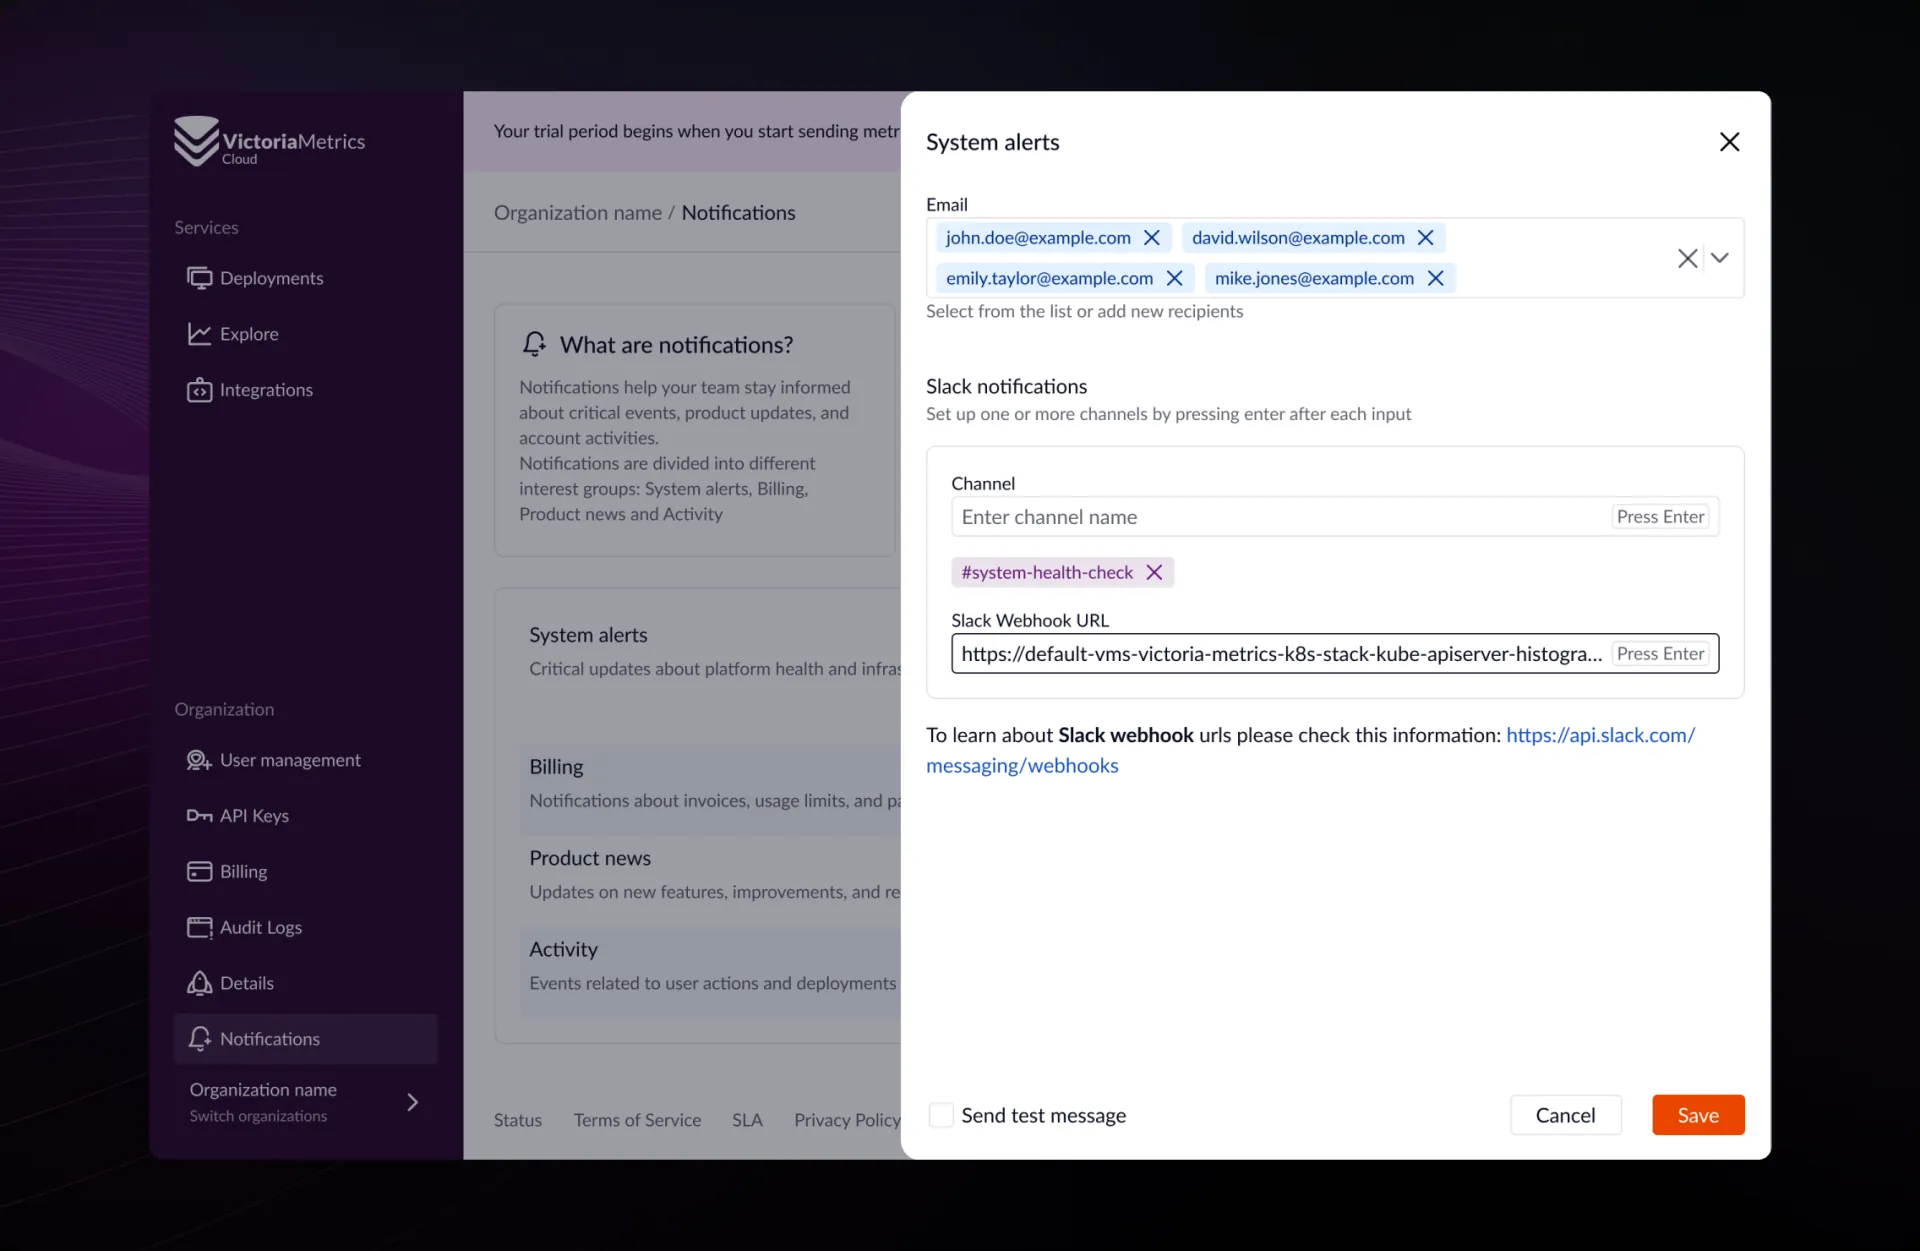 VictoriaMetrics
Cloud
Services
Deployments
Explore
Integrations
Organization
User management
API Keys
Billing
Audit Logs
Details
Notifications
Organization name
Switch organizations
Your trial period begins when you start sending metr
Organization name / Notifications
What are notifications?
Notifications help your team stay informed
about critical events, product updates, and
account activities.
Notifications are divided into different
interest groups: System alerts, Billing,
Product news and Activity
System alerts
Critical updates about platform health and infras
Billing
Notifications about invoices, usage limits, and pa
Product news
Updates on new features, improvements, and re
Activity
Events related to user actions and deployments
Status Terms of Service SLA Privacy Policy
System alerts
Email
john.doe@example.com david.wilson@example.com
emily.taylor@example.com mike.jones@example.com
Select from the list or add new recipients
Slack notifications
Set up one or more channels by pressing enter after each input
Channel
Enter channel name Press Enter
#system-health-check
Slack Webhook URL
https://default-vms-victoria-metrics-k8s-stack-kube-apiserver-histogra... Press Enter
To learn about Slack webhook urls please check this information: https://api.slack.com/
messaging/webhooks
Send test message Cancel Save